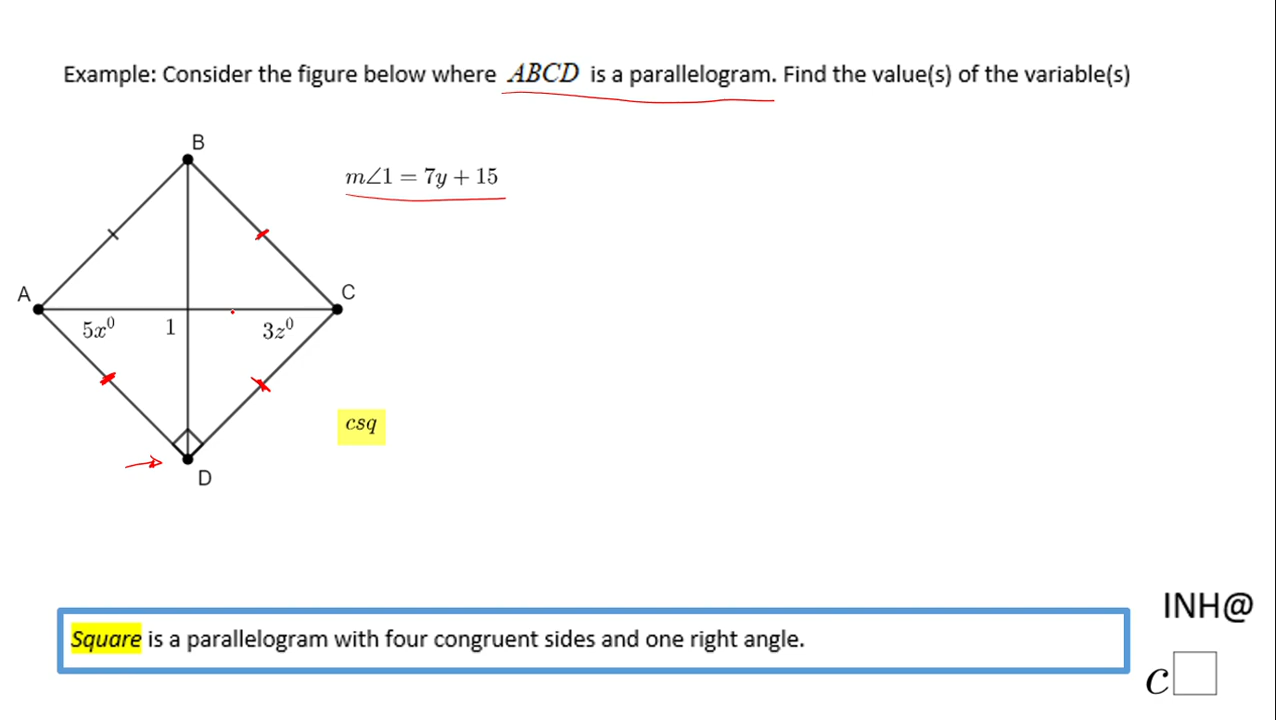 Example: Consider the figure below where ABCD is a parallelogram. Find the value(s) of the variable(s)
B
m∠1 = 7y + 15
A
C
5x⁰ 1 3z⁰
csq
D
INH@
Square is a parallelogram with four congruent sides and one right angle.
c